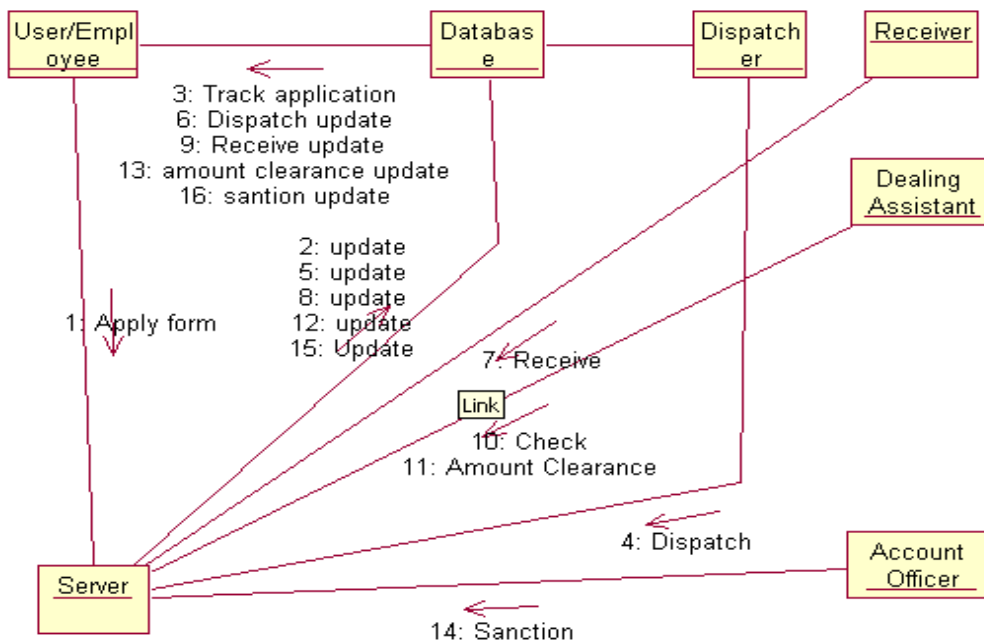 User/Empl
oyee
Databas
e
Dispatch
er
Receiver
3: Track application
6: Dispatch update
9: Receive update
13: amount clearance update
16: santion update
Dealing
Assistant
2: update
5: update
8: update
12: update
15: Update
1: Apply form
7: Receive
Link
10: Check
11: Amount Clearance
4: Dispatch
Account
Officer
Server
14: Sanction